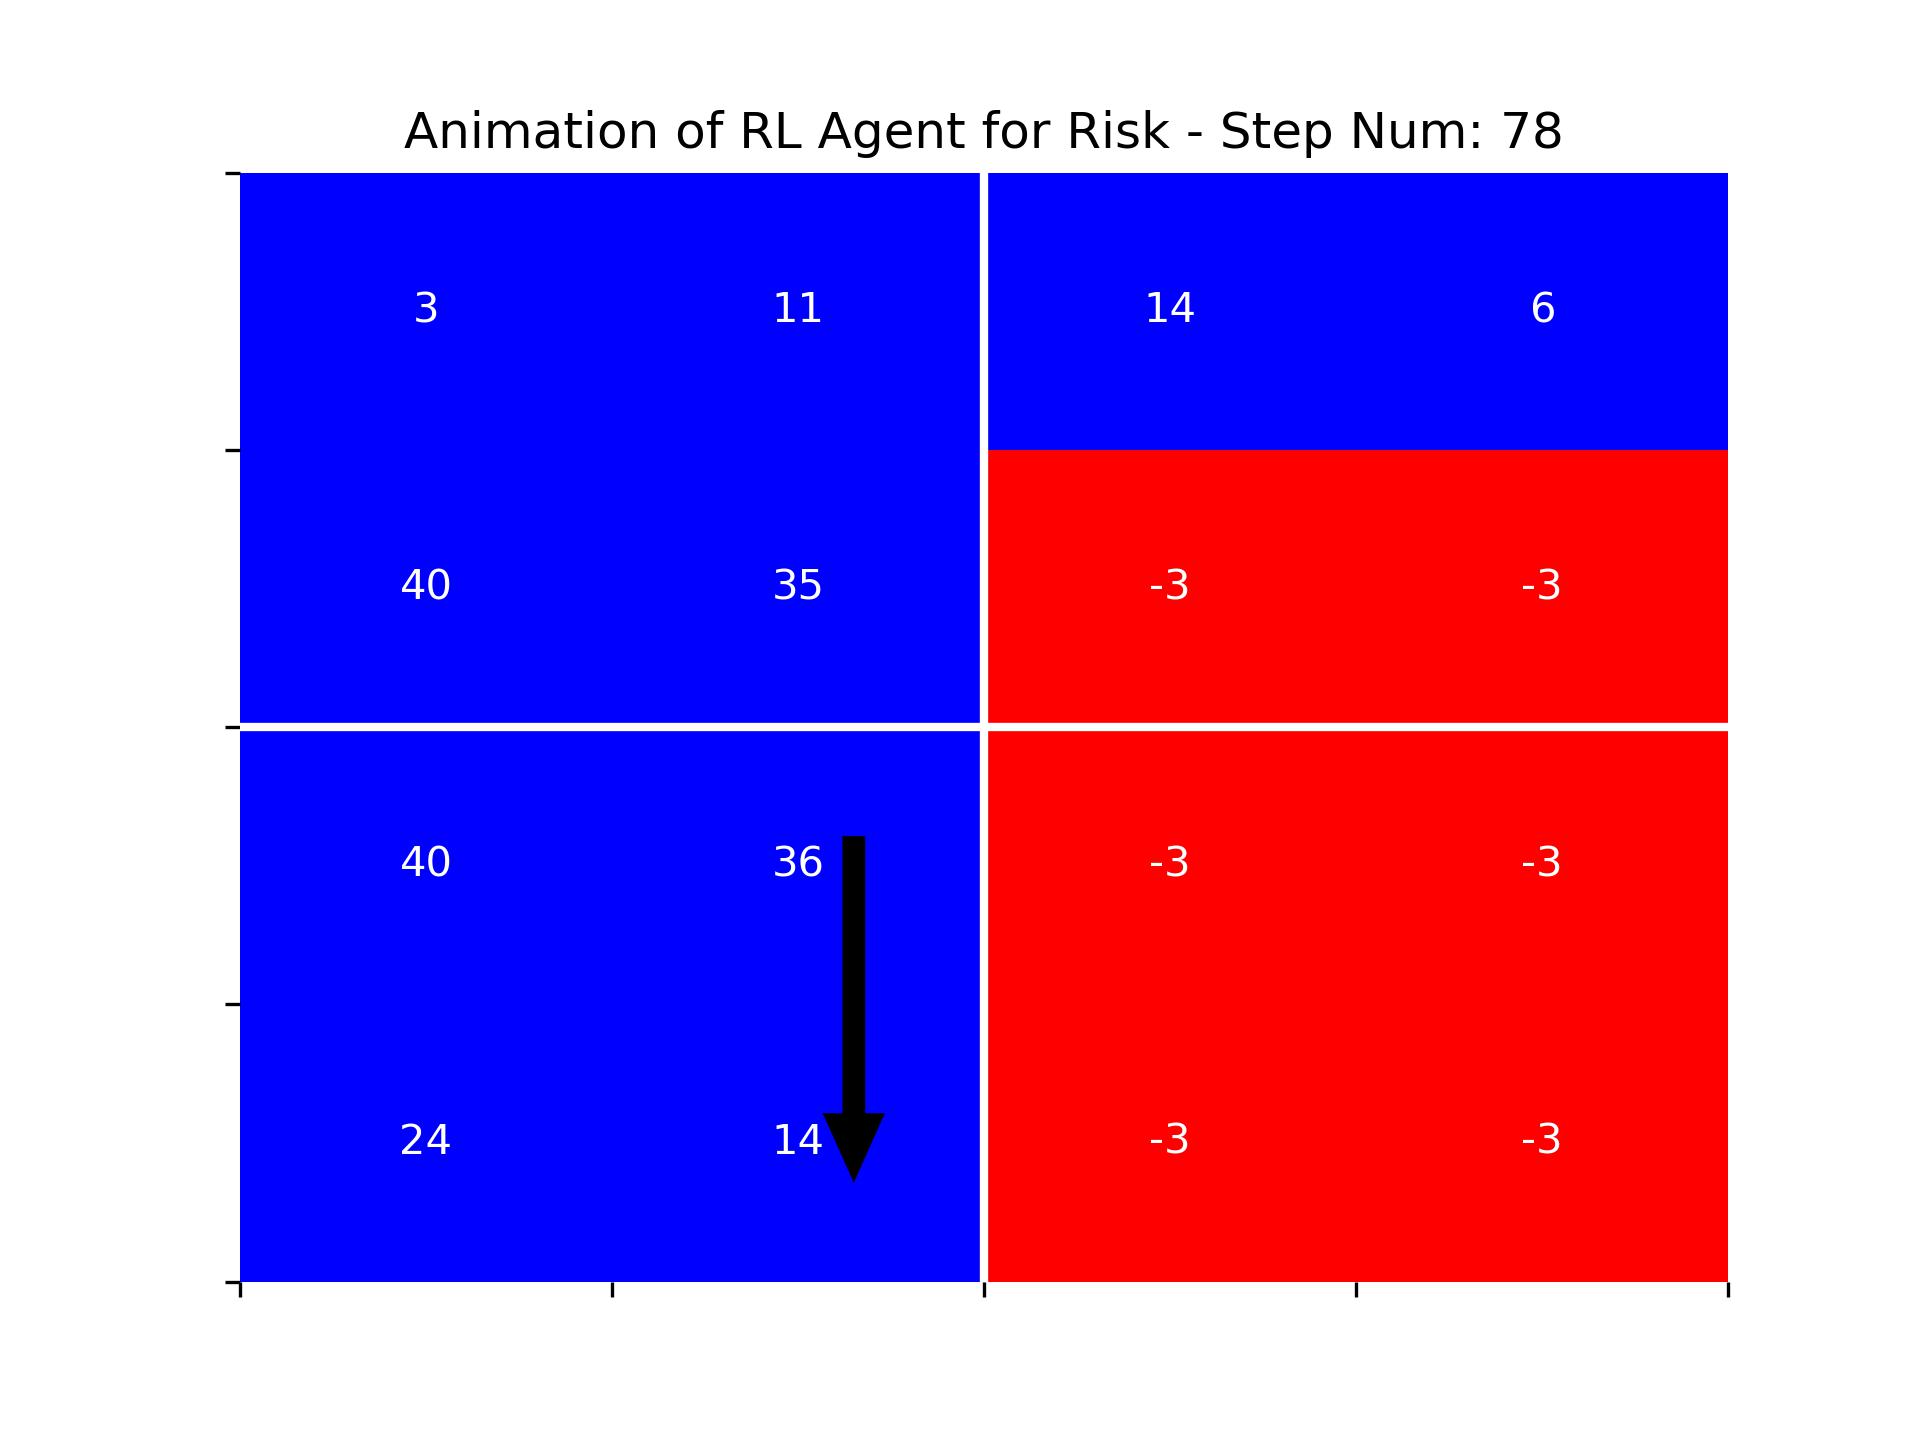 Animation of RL Agent for Risk - Step Num: 78
3 11 14 6
40 35 -3 -3
40 36 -3 -3
24 14 -3 -3